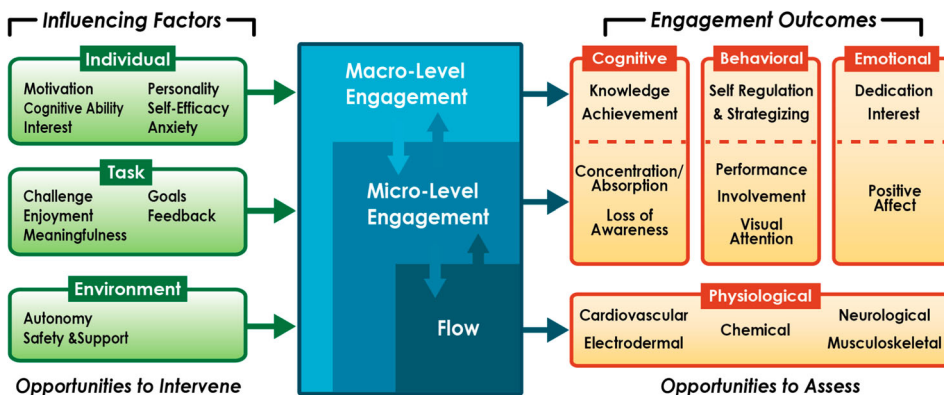 Influencing Factors
Individual
Motivation
Cognitive Ability
Interest
Personality
Self-Efficacy
Anxiety
Task
Challenge
Enjoyment
Meaningfulness
Goals
Feedback
Environment
Autonomy
Safety &Support
Opportunities to Intervene
Macro-Level
Engagement
Micro-Level
Engagement
Flow
Engagement Outcomes
Cognitive
Knowledge
Achievement
Concentration/
Absorption
Loss of
Awareness
Behavioral
Self Regulation
& Strategizing
Performance
Involvement
Visual
Attention
Emotional
Dedication
Interest
Positive
Affect
Physiological
Cardiovascular
Electrodermal
Chemical
Neurological
Musculoskeletal
Opportunities to Assess